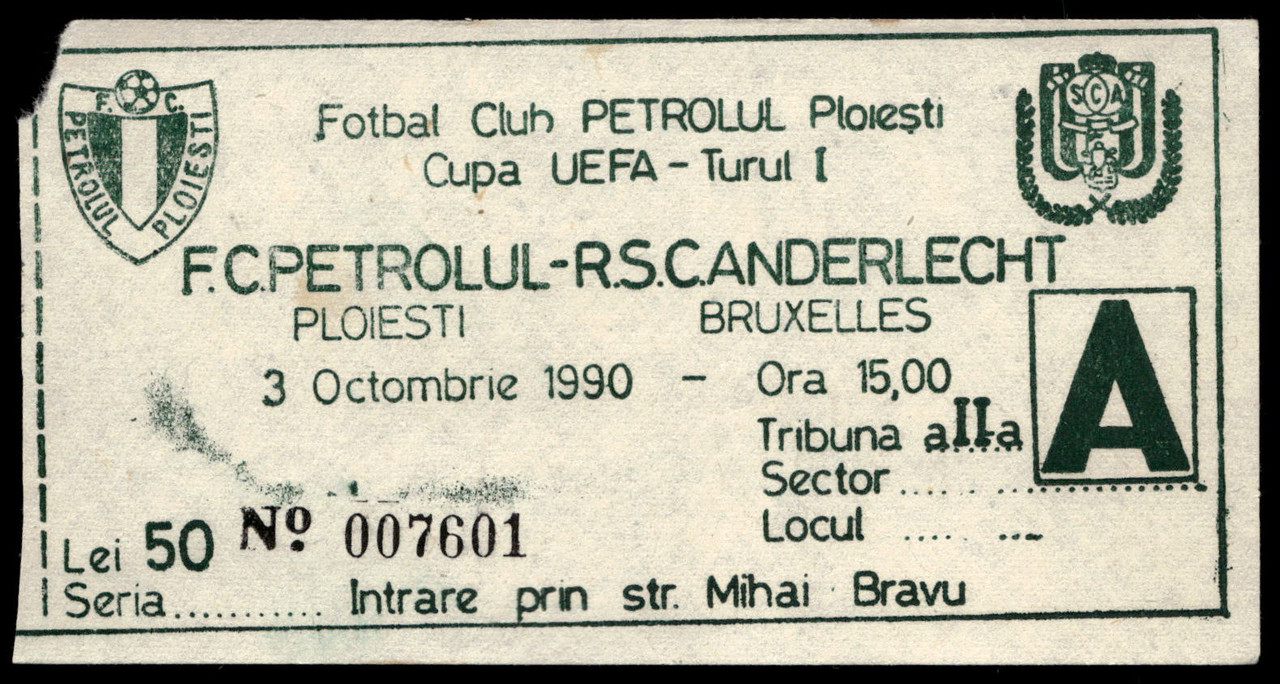 F. C.
PETROLUL PLOIESTI
SCA
Fotbal Club PETROLUL Ploiești
Cupa UEFA - Turul I
F.C.PETROLUL-R.S.C.ANDERLECHT
PLOIESTI BRUXELLES
3 Octombrie 1990 - Ora 15,00
A
Tribuna aII-a
Sector..........
Locul .... ...
Lei 50 Nº 007601
Seria........... Intrare prin str. Mihai Bravu